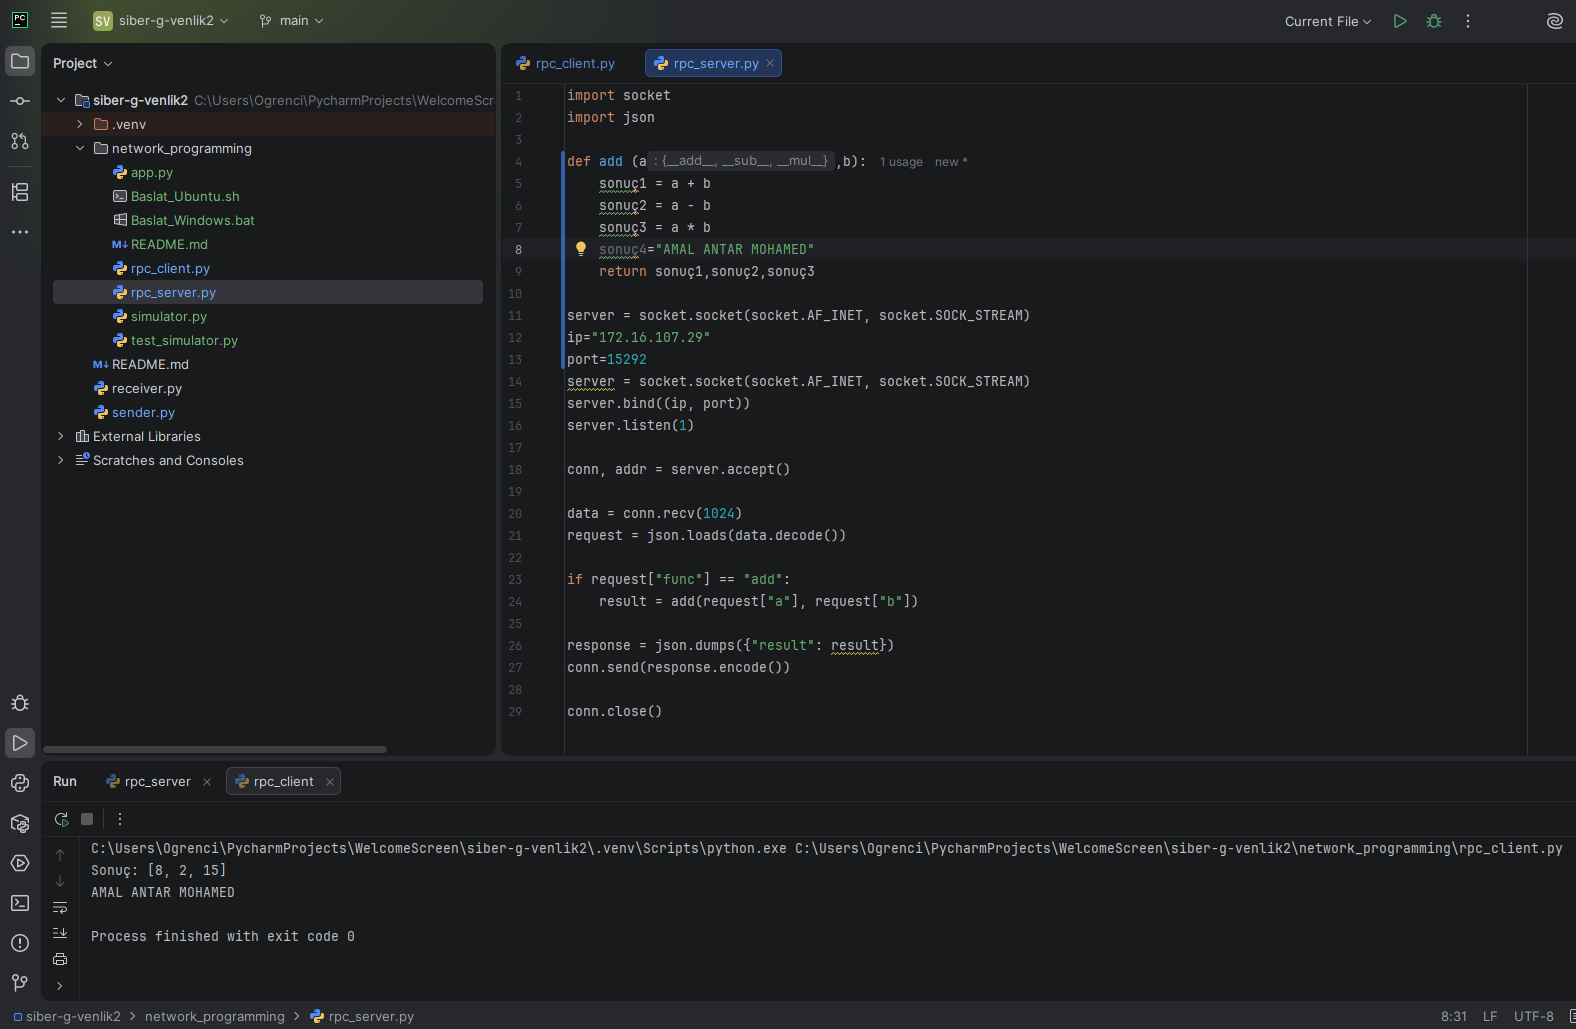 PC
SV siber-g-venlik2 main Current File
Project
siber-g-venlik2 C:\Users\Ogrenci\PycharmProjects\WelcomeScr
.venv
network_programming
app.py
Baslat_Ubuntu.sh
Baslat_Windows.bat
M↓ README.md
rpc_client.py
rpc_server.py
simulator.py
test_simulator.py
M↓ README.md
receiver.py
sender.py
External Libraries
Scratches and Consoles
rpc_client.py rpc_server.py
1 import socket
2 import json
3
4 def add (a : {__add__, __sub__, __mul__} ,b): 1 usage new *
5 sonuç1 = a + b
6 sonuç2 = a - b
7 sonuç3 = a * b
8 sonuç4="AMAL ANTAR MOHAMED"
9 return sonuç1,sonuç2,sonuç3
10
11 server = socket.socket(socket.AF_INET, socket.SOCK_STREAM)
12 ip="172.16.107.29"
13 port=15292
14 server = socket.socket(socket.AF_INET, socket.SOCK_STREAM)
15 server.bind((ip, port))
16 server.listen(1)
17
18 conn, addr = server.accept()
19
20 data = conn.recv(1024)
21 request = json.loads(data.decode())
22
23 if request["func"] == "add":
24 result = add(request["a"], request["b"])
25
26 response = json.dumps({"result": result})
27 conn.send(response.encode())
28
29 conn.close()
Run rpc_server rpc_client
C:\Users\Ogrenci\PycharmProjects\WelcomeScreen\siber-g-venlik2\.venv\Scripts\python.exe C:\Users\Ogrenci\PycharmProjects\WelcomeScreen\siber-g-venlik2\network_programming\rpc_client.py
Sonuç: [8, 2, 15]
AMAL ANTAR MOHAMED
Process finished with exit code 0
siber-g-venlik2 > network_programming > rpc_server.py 8:31 LF UTF-8